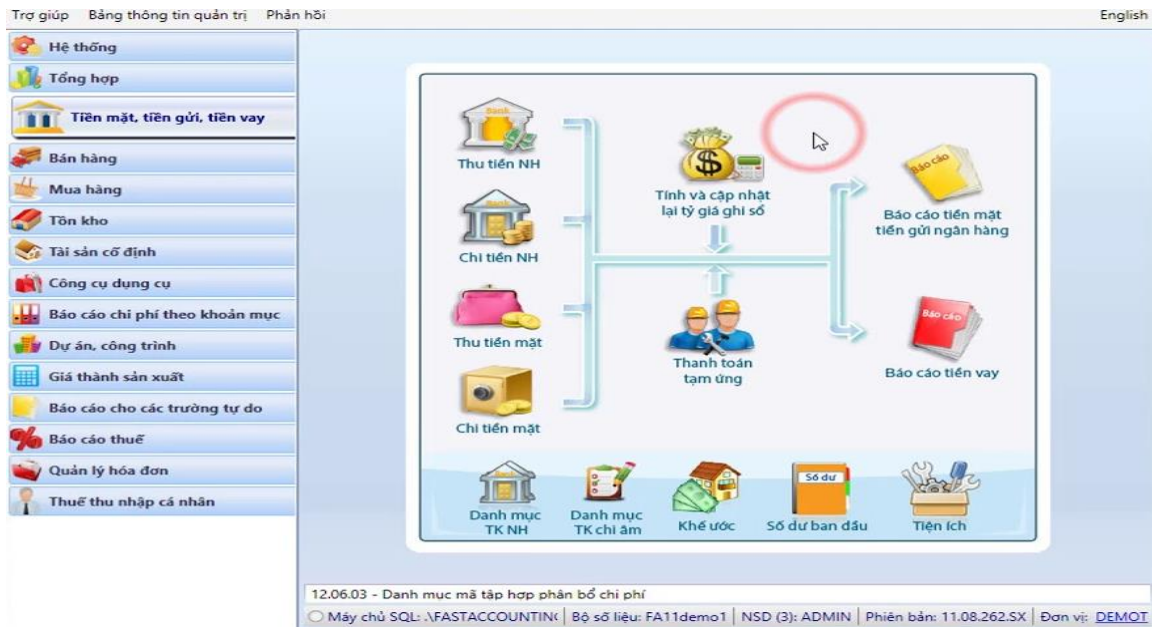 Trợ giúp Bảng thông tin quản trị Phản hồi English
Hệ thống
Tổng hợp
Tiền mặt, tiền gửi, tiền vay
Bán hàng
Mua hàng
Tồn kho
Tài sản cố định
Công cụ dụng cụ
Báo cáo chi phí theo khoản mục
Dự án, công trình
Giá thành sản xuất
Báo cáo cho các trường tự do
Báo cáo thuế
Quản lý hóa đơn
Thuế thu nhập cá nhân
Bank
Thu tiền NH
Bank
Chi tiền NH
Thu tiền mặt
Chi tiền mặt
Tính và cập nhật
lại tỷ giá ghi sổ
Thanh toán
tạm ứng
Báo cáo
Báo cáo tiền mặt
tiền gửi ngân hàng
Báo cáo
Báo cáo tiền vay
Danh mục
TK NH
Danh mục
TK chi âm
Khế ước
Số dư
Số dư ban đầu
Tiện ích
12.06.03 - Danh mục mã tập hợp phân bổ chi phí
Máy chủ SQL: .\FASTACCOUNTING Bộ số liệu: FA11demo1 NSD (3): ADMIN Phiên bản: 11.08.262.SX Đơn vị: DEMOT